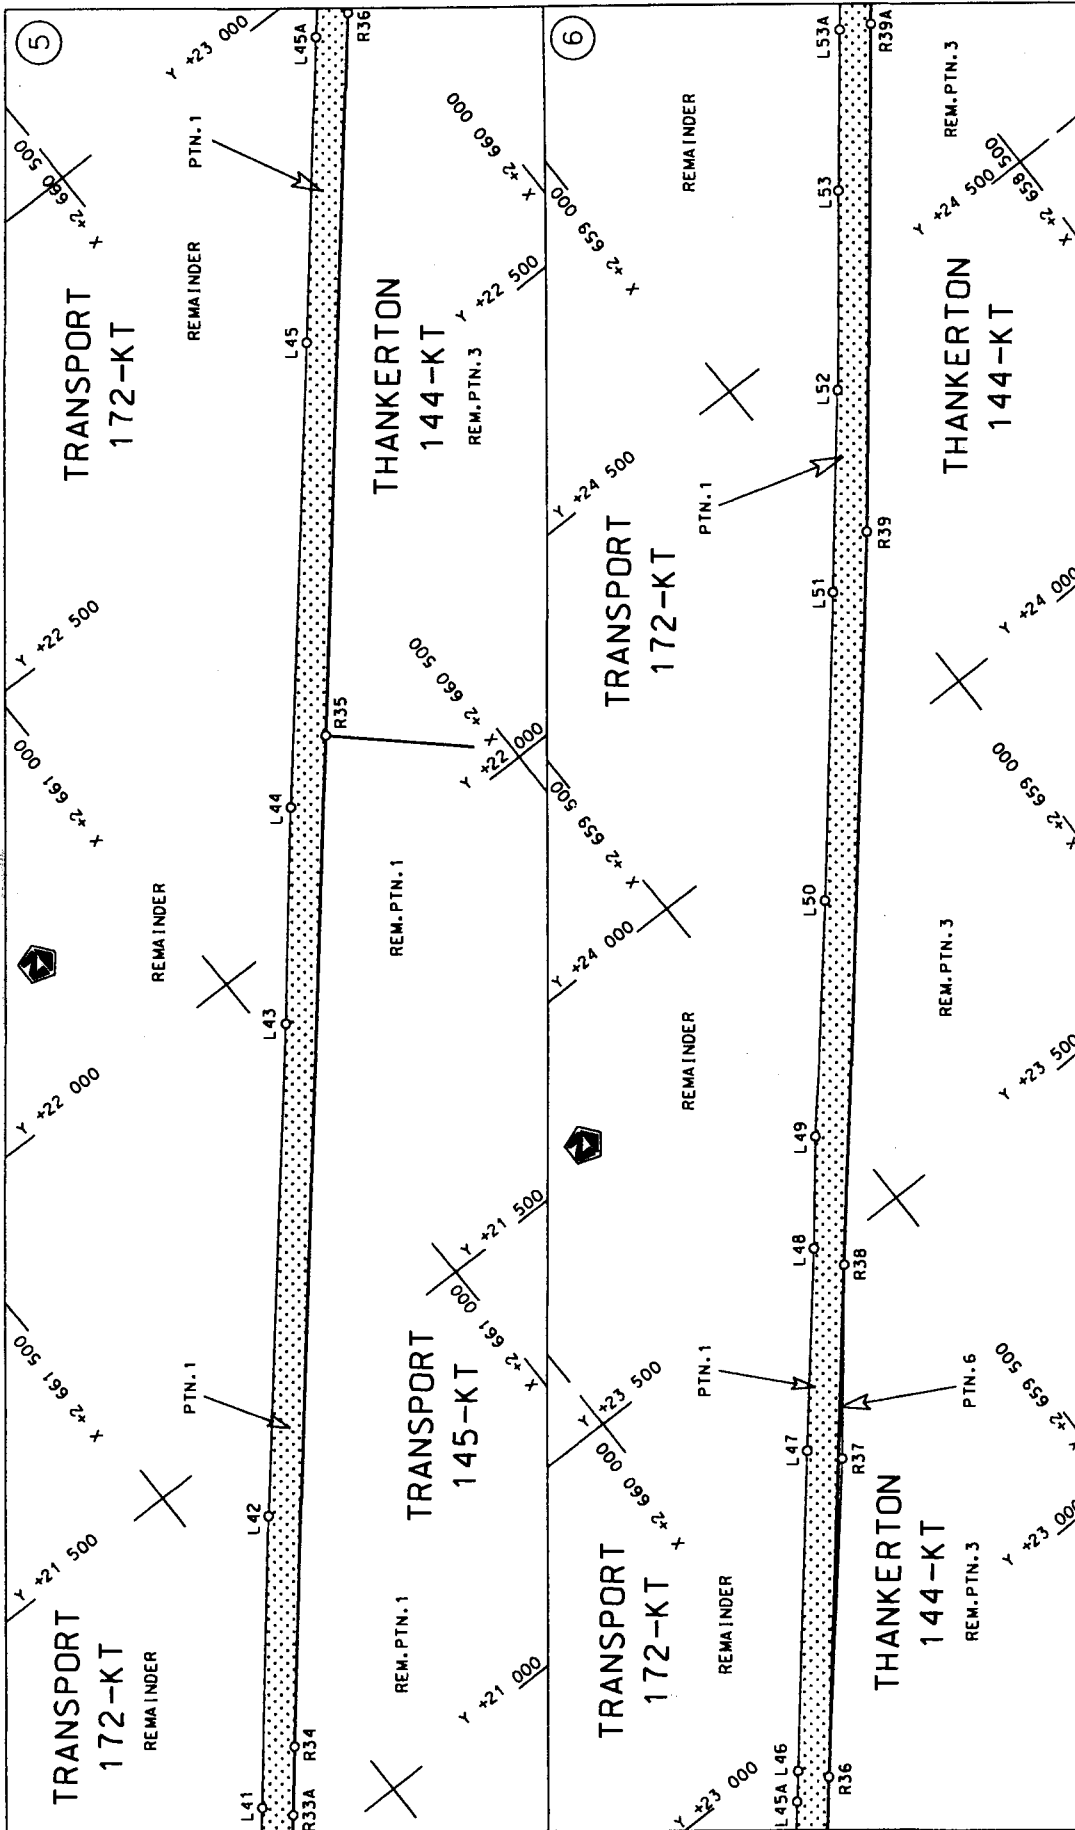 5
TRANSPORT
172-KT
REMAINDER
Y +21 500
X +2 661 500
Y +22 000
REMAINDER
X +2 661 000
Y +22 500
TRANSPORT
172-KT
REMAINDER
X +2 660 500
Y +23 000
PTN.1
PTN.1
L41
L42
L43
L44
L45
L45A
R33A
R34
R35
R36
REM.PTN.1
Y +21 000
TRANSPORT
145-KT
X +2 661 000
Y +21 500
REM.PTN.1
Y +22 000
X +2 660 500
THANKERTON
144-KT
REM.PTN.3
Y +22 500
X +2 660 000
6
TRANSPORT
172-KT
REMAINDER
Y +23 000
X +2 660 000
Y +23 500
PTN.1
REMAINDER
Y +24 000
X +2 659 500
TRANSPORT
172-KT
Y +24 500
PTN.1
X +2 659 000
REMAINDER
L45A
L46
L47
L48
L49
L50
L51
L52
L53
L53A
R36
R37
R38
R39
R39A
THANKERTON
144-KT
REM.PTN.3
Y +23 000
PTN.6
X +2 659 500
Y +23 500
REM.PTN.3
X +2 659 000
Y +24 000
THANKERTON
144-KT
Y +24 500
X +2 658 500
REM.PTN.3